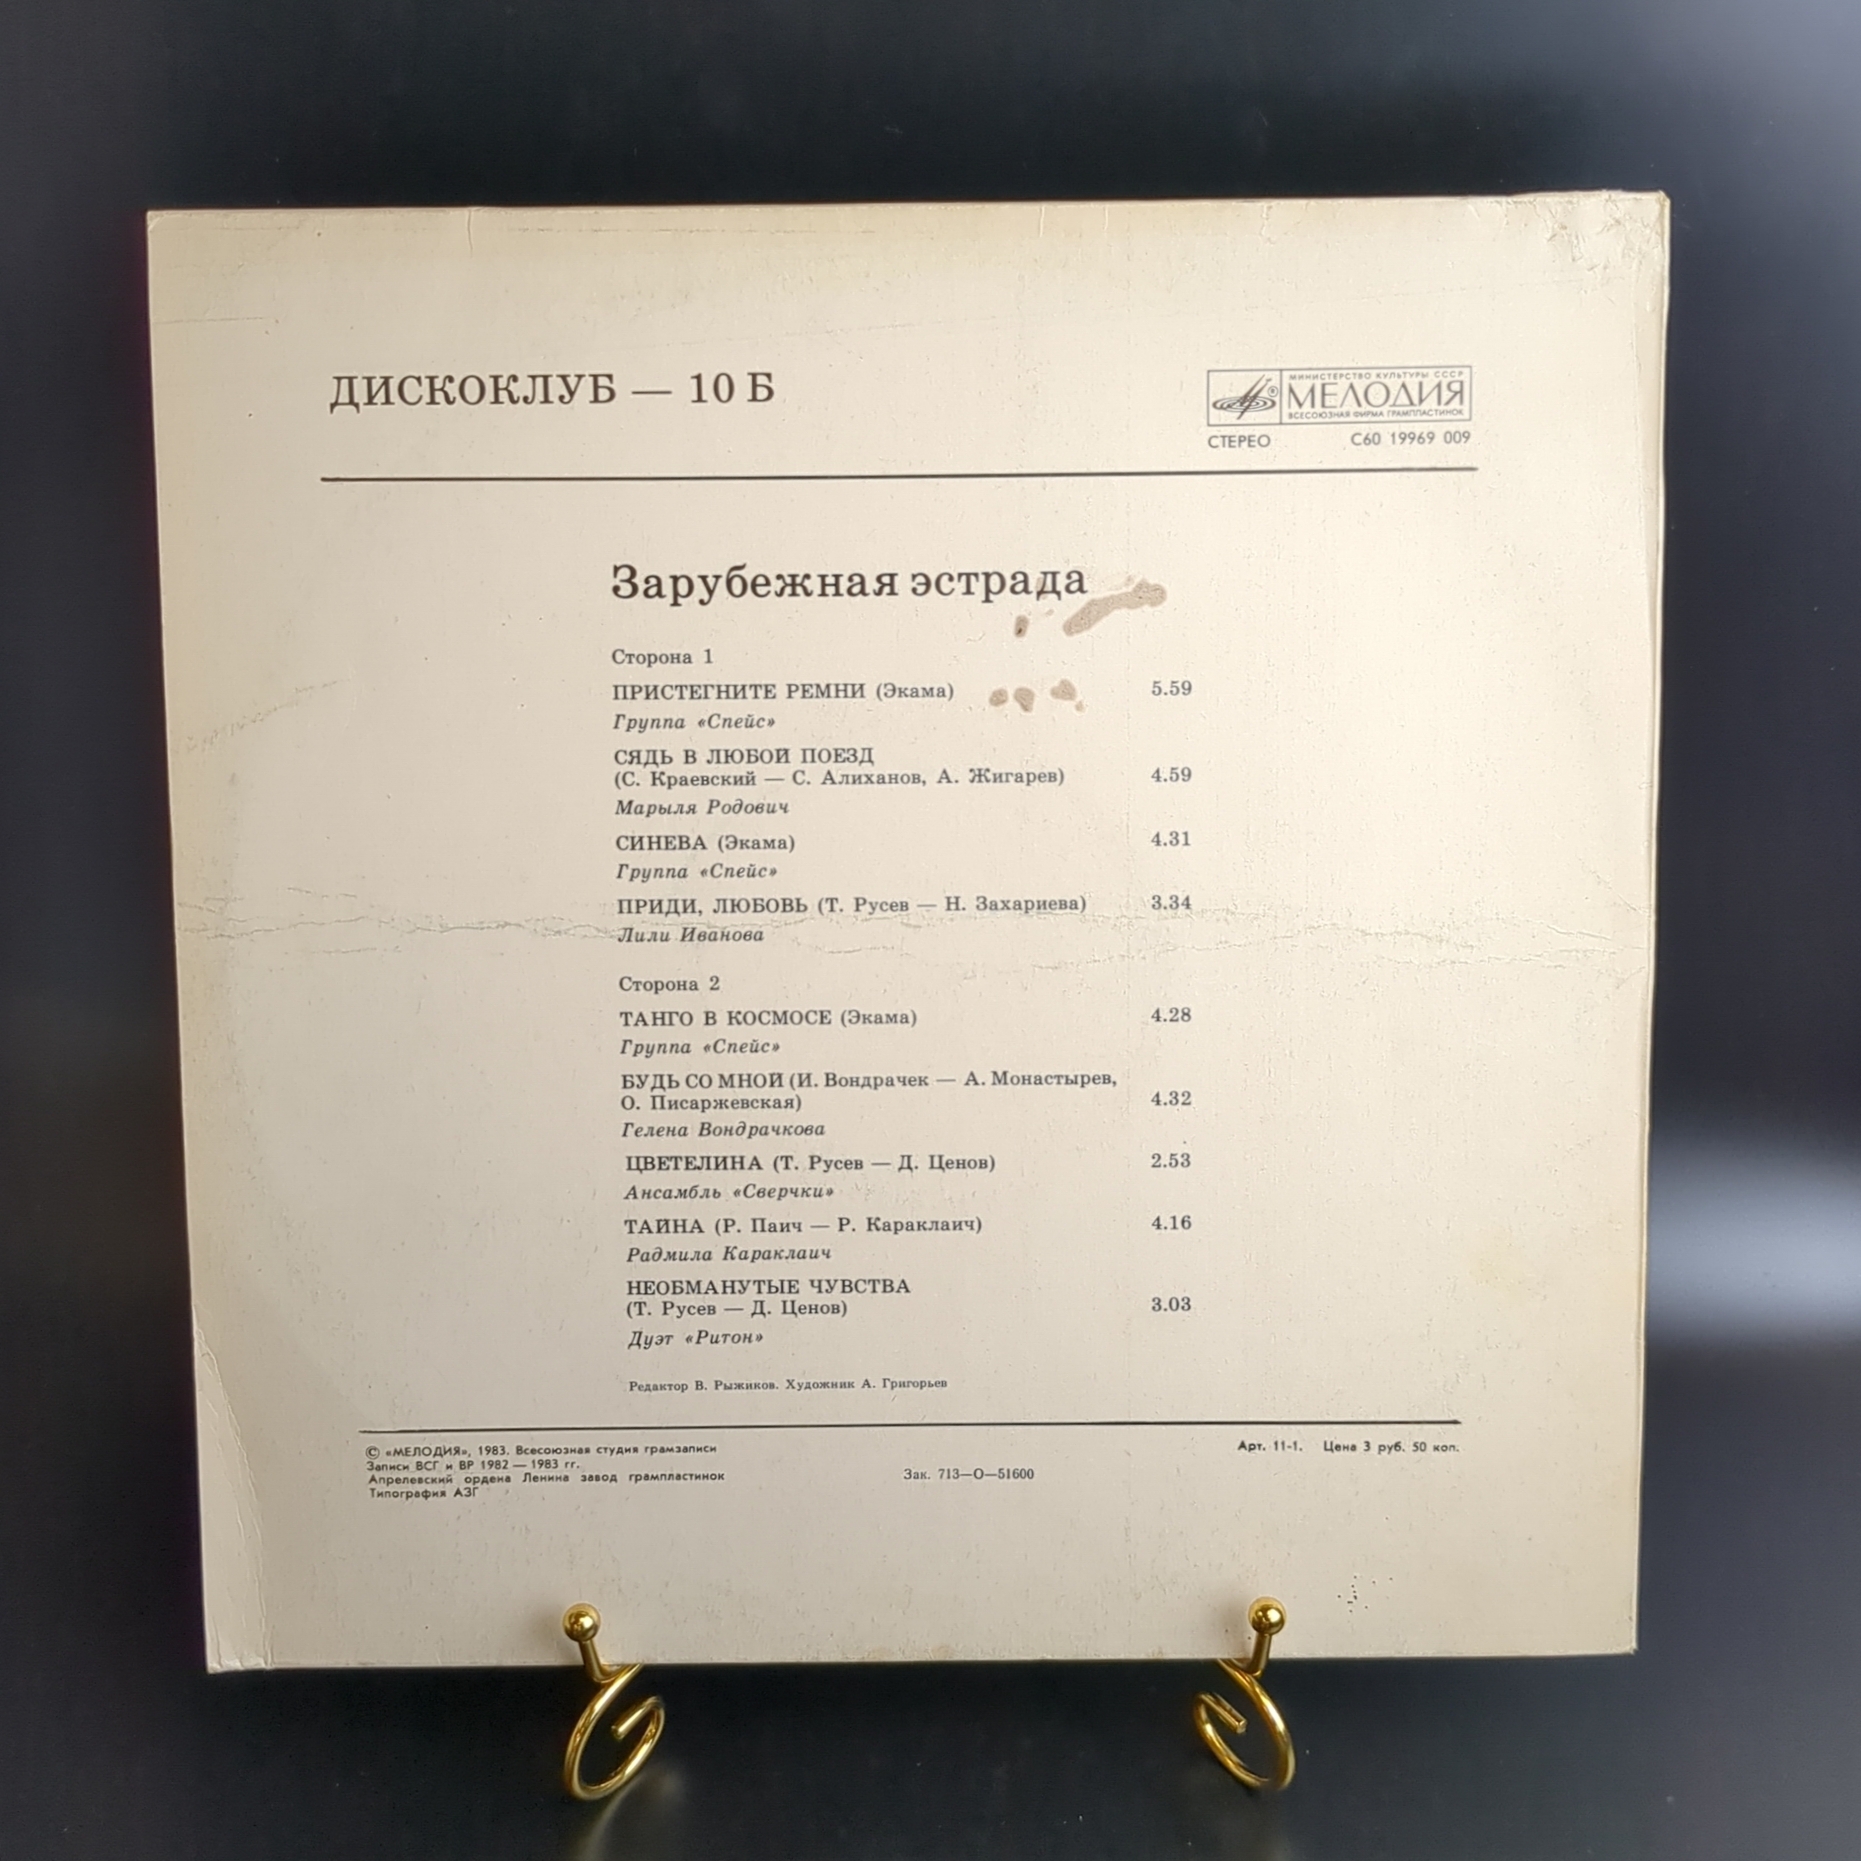 ДИСКОКЛУБ — 10 Б
МИНИСТЕРСТВО КУЛЬТУРЫ СССР
МЕЛОДИЯ
ВСЕСОЮЗНАЯ ФИРМА ГРАМПЛАСТИНОК
СТЕРЕО С60 19969 009
Зарубежная эстрада
Сторона 1
ПРИСТЕГНИТЕ РЕМНИ (Экама) 5.59
Группа «Спейс»
СЯДЬ В ЛЮБОЙ ПОЕЗД
(С. Краевский — С. Алиханов, А. Жигарев) 4.59
Марыля Родович
СИНЕВА (Экама) 4.31
Группа «Спейс»
ПРИДИ, ЛЮБОВЬ (Т. Русев — Н. Захариева) 3.34
Лили Иванова
Сторона 2
ТАНГО В КОСМОСЕ (Экама) 4.28
Группа «Спейс»
БУДЬ СО МНОЙ (И. Вондрачек — А. Монастырев,
О. Писаржевская) 4.32
Гелена Вондрачкова
ЦВЕТЕЛИНА (Т. Русев — Д. Ценов) 2.53
Ансамбль «Сверчки»
ТАЙНА (Р. Паич — Р. Караклаич) 4.16
Радмила Караклаич
НЕОБМАНУТЫЕ ЧУВСТВА
(Т. Русев — Д. Ценов) 3.03
Дуэт «Ритон»
Редактор В. Рыжиков. Художник А. Григорьев
© «МЕЛОДИЯ», 1983. Всесоюзная студия грамзаписи
Записи ВСГ и ВР 1982 — 1983 гг.
Апрелевский ордена Ленина завод грампластинок
Типография АЗГ
Зак. 713—О—51600
Арт. 11-1. Цена 3 руб. 50 коп.